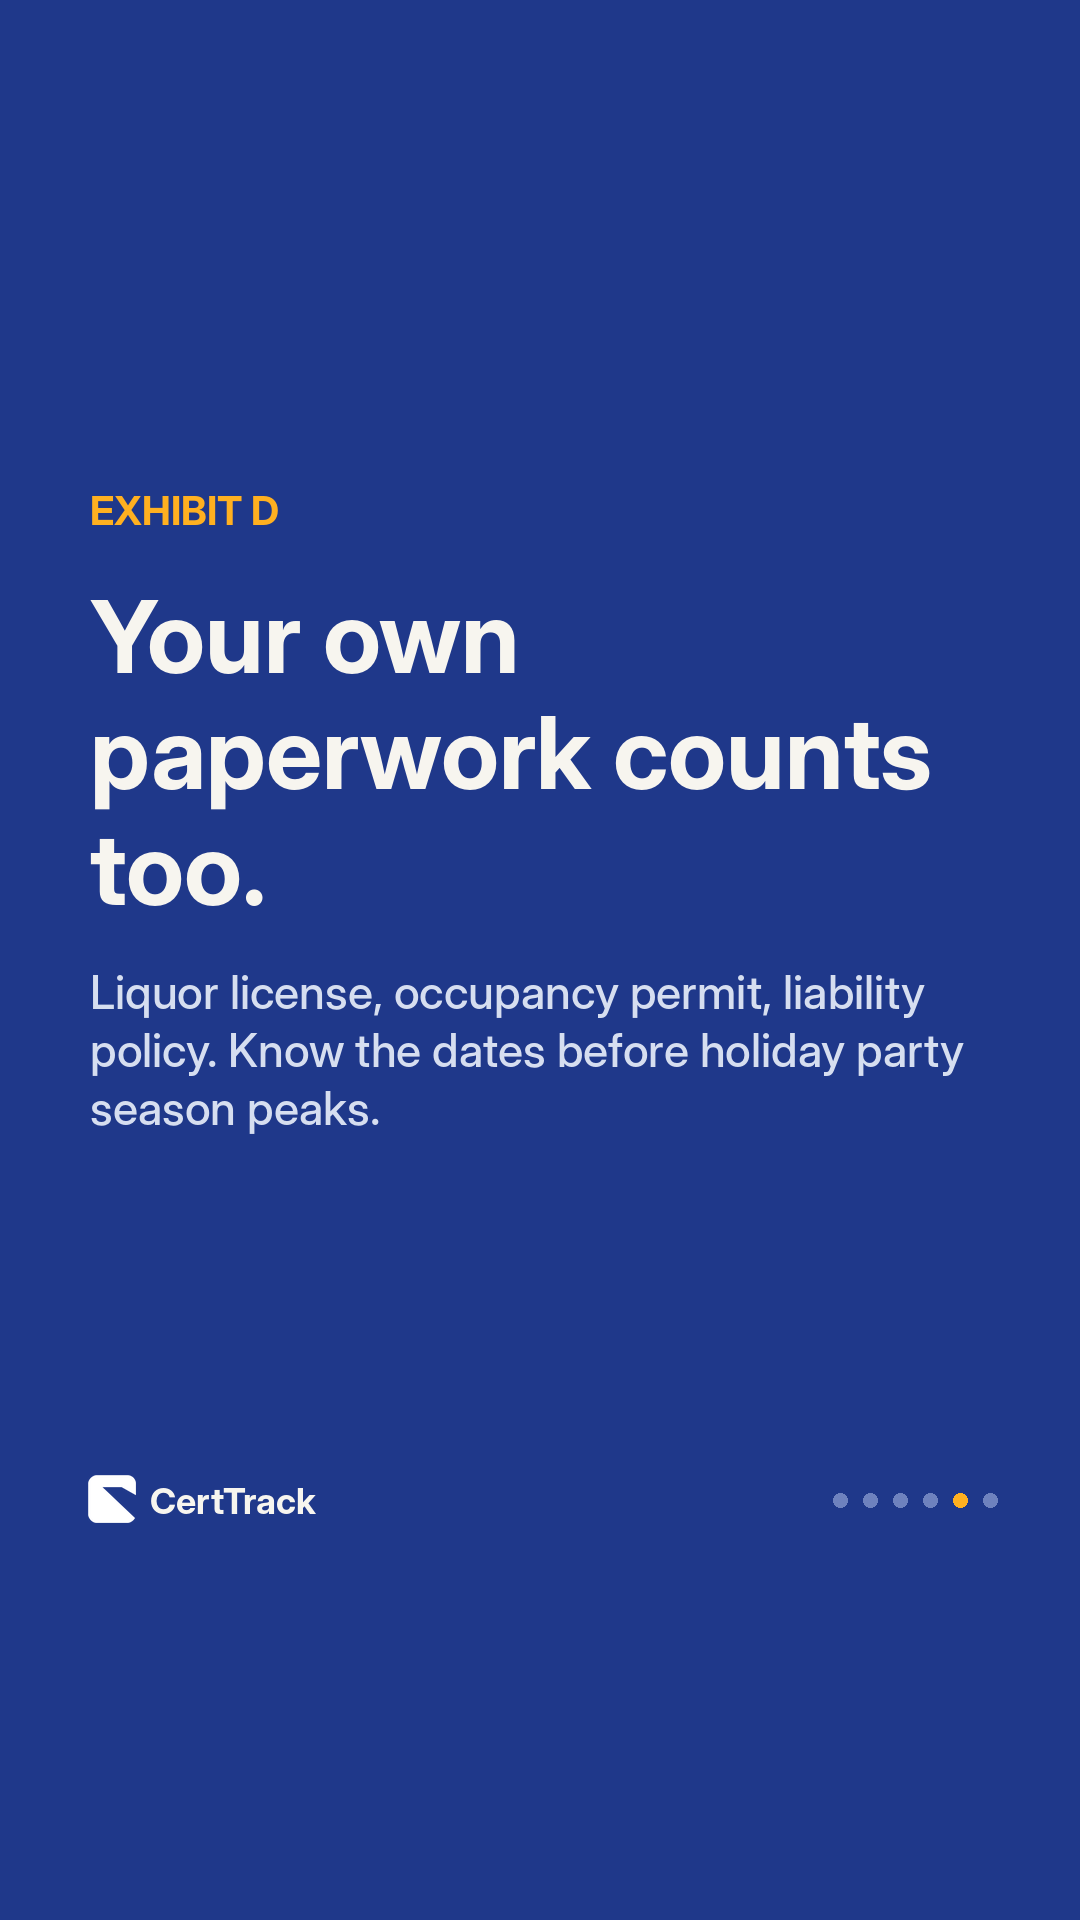 EXHIBIT D
Your own
paperwork counts
too.
Liquor license, occupancy permit, liability
policy. Know the dates before holiday party
season peaks.
CertTrack